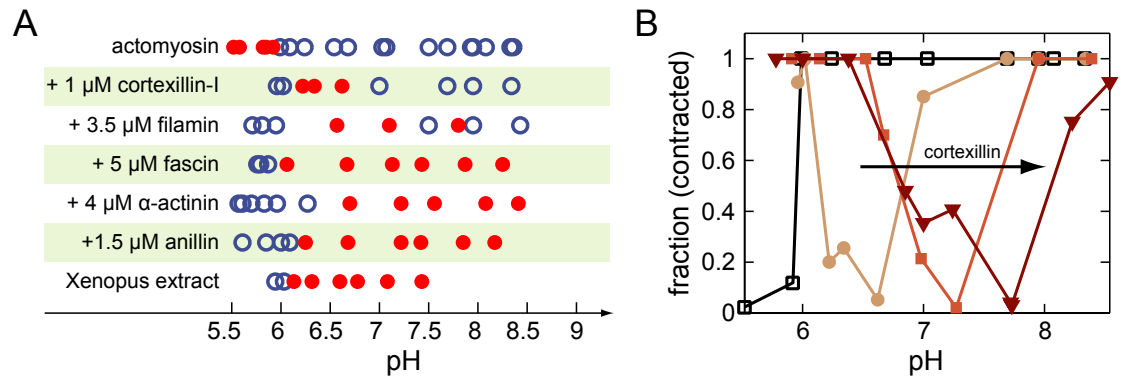 A
actomyosin
+ 1 μM cortexillin-I
+ 3.5 μM filamin
+ 5 μM fascin
+ 4 μM α-actinin
+1.5 μM anillin
Xenopus extract
5.5 6 6.5 7 7.5 8 8.5 9
pH
B
fraction (contracted)
1
0.8
0.6
0.4
0.2
0
cortexillin
6 7 8
pH